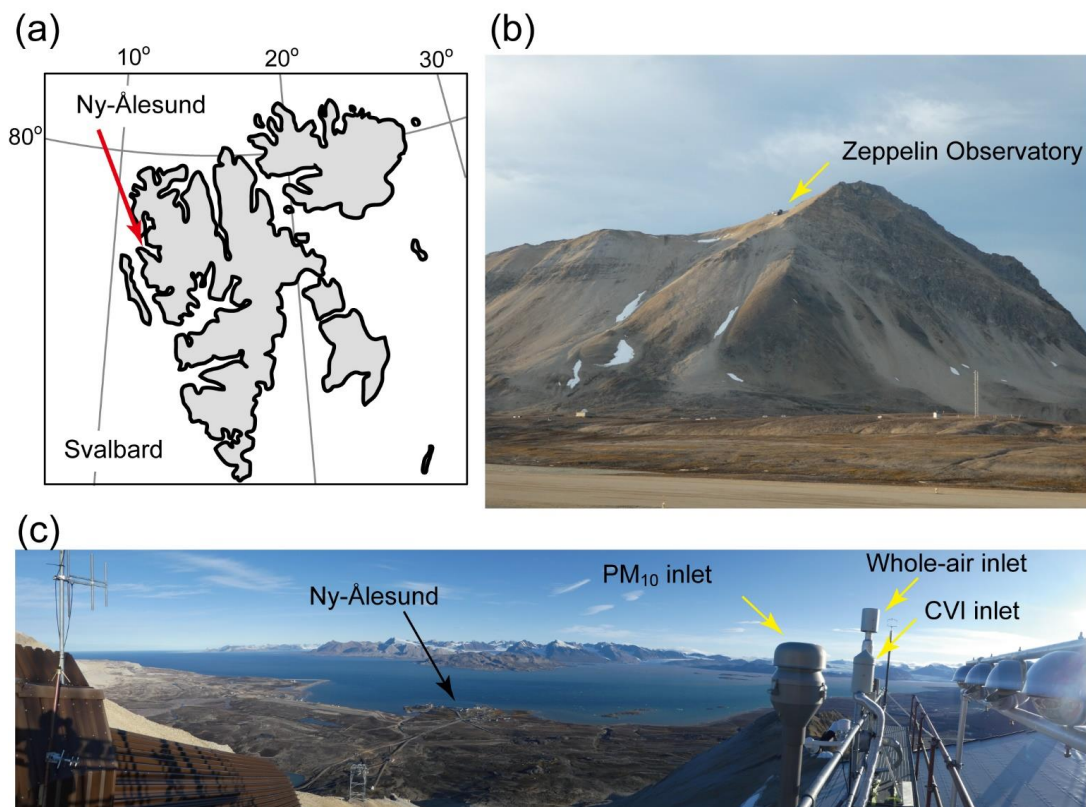 (a)
10°
20°
30°
Ny-Ålesund
80°
Svalbard
(b)
Zeppelin Observatory
(c)
Ny-Ålesund
PM₁₀ inlet
Whole-air inlet
CVI inlet